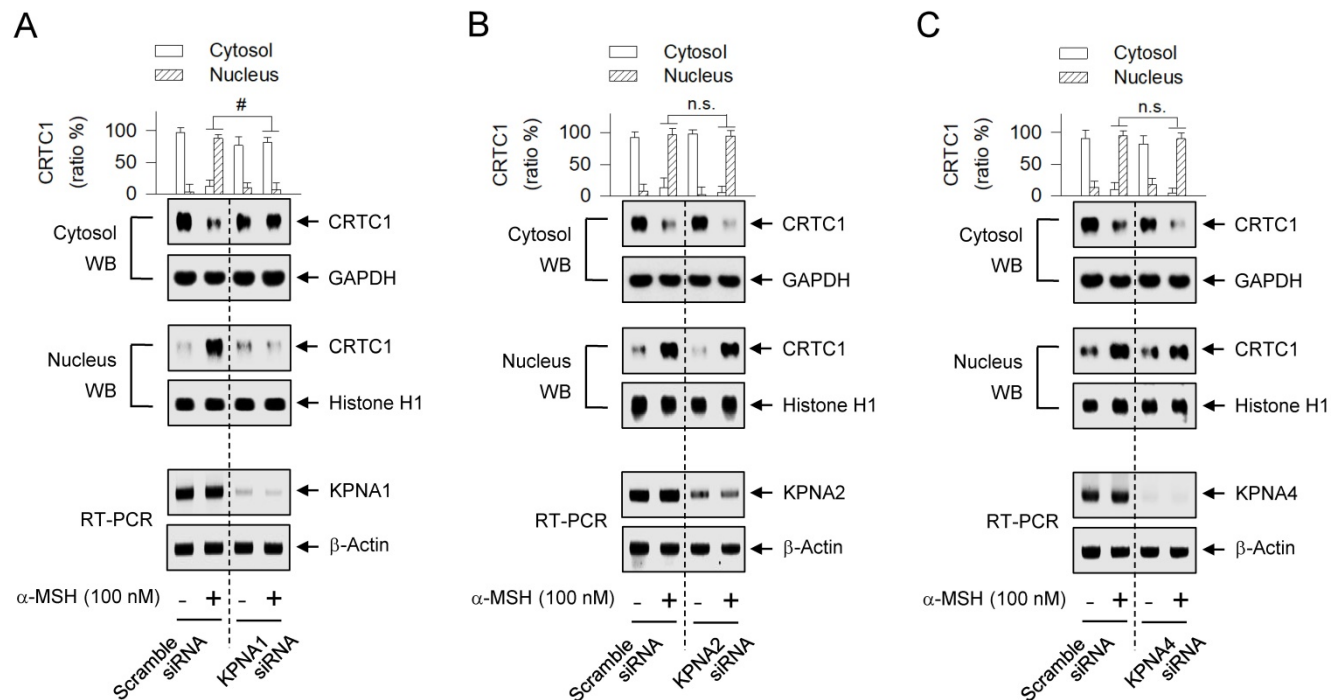 A
Cytosol
Nucleus
#
CRTC1
(ratio %)
100
50
0
Cytosol
WB
CRTC1
GAPDH
Nucleus
WB
CRTC1
Histone H1
RT-PCR
KPNA1
β-Actin
α-MSH (100 nM) - + - +
Scramble
siRNA
KPNA1
siRNA
B
Cytosol
Nucleus
n.s.
CRTC1
(ratio %)
100
50
0
Cytosol
WB
CRTC1
GAPDH
Nucleus
WB
CRTC1
Histone H1
RT-PCR
KPNA2
β-Actin
α-MSH (100 nM) - + - +
Scramble
siRNA
KPNA2
siRNA
C
Cytosol
Nucleus
n.s.
CRTC1
(ratio %)
100
50
0
Cytosol
WB
CRTC1
GAPDH
Nucleus
WB
CRTC1
Histone H1
RT-PCR
KPNA4
β-Actin
α-MSH (100 nM) - + - +
Scramble
siRNA
KPNA4
siRNA